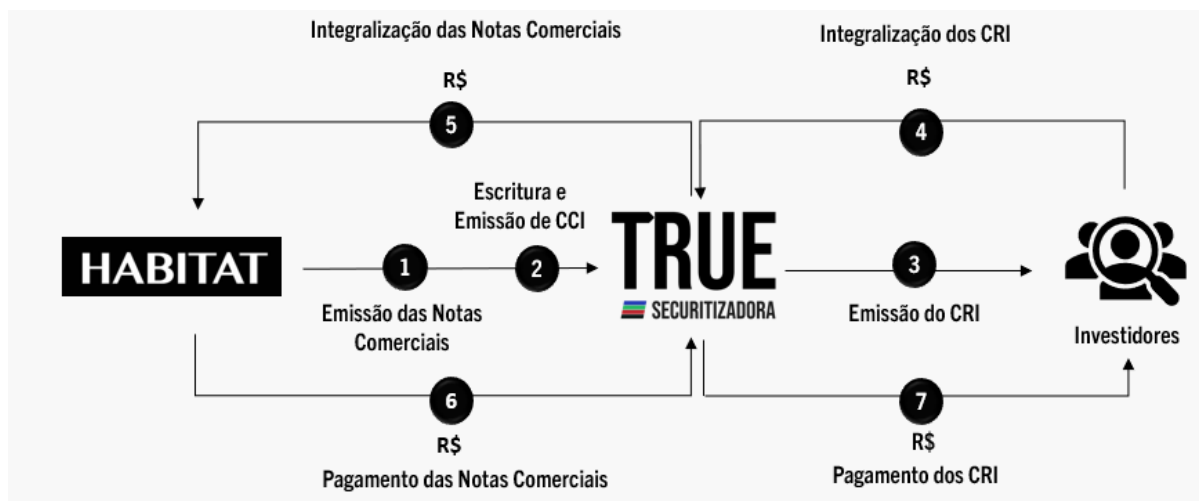 Integralização das Notas Comerciais
R$
5
Integralização dos CRI
R$
4
Escritura e
Emissão de CCI
HABITAT
1
2
Emissão das Notas
Comerciais
TRUE
SECURITIZADORA
3
Emissão do CRI
Investidores
6
R$
Pagamento das Notas Comerciais
7
R$
Pagamento dos CRI